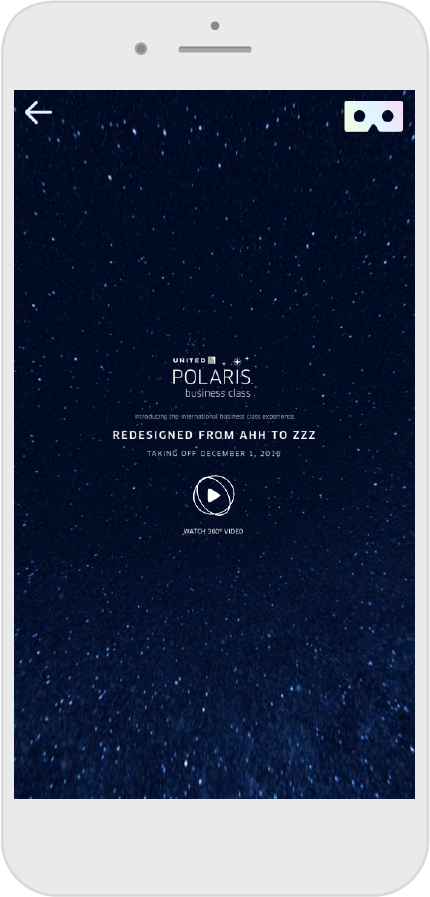 UNITED
POLARIS
business class
Introducing the international business class experience.
REDESIGNED FROM AHH TO ZZZ
TAKING OFF DECEMBER 1, 2016
WATCH 360º VIDEO